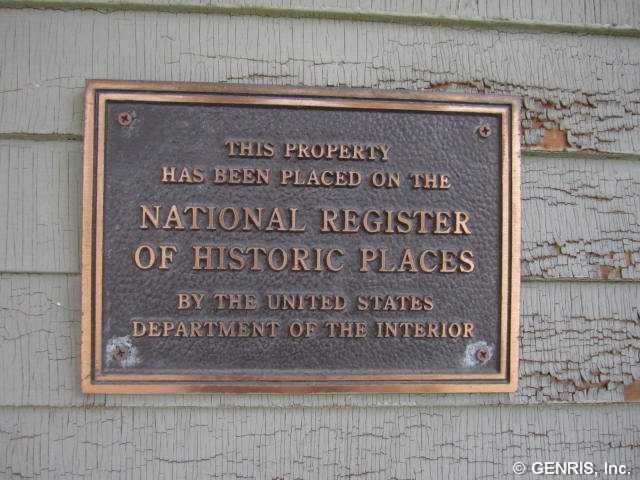 THIS PROPERTY
HAS BEEN PLACED ON THE
NATIONAL REGISTER
OF HISTORIC PLACES
BY THE UNITED STATES
DEPARTMENT OF THE INTERIOR
© GENRIS, Inc.